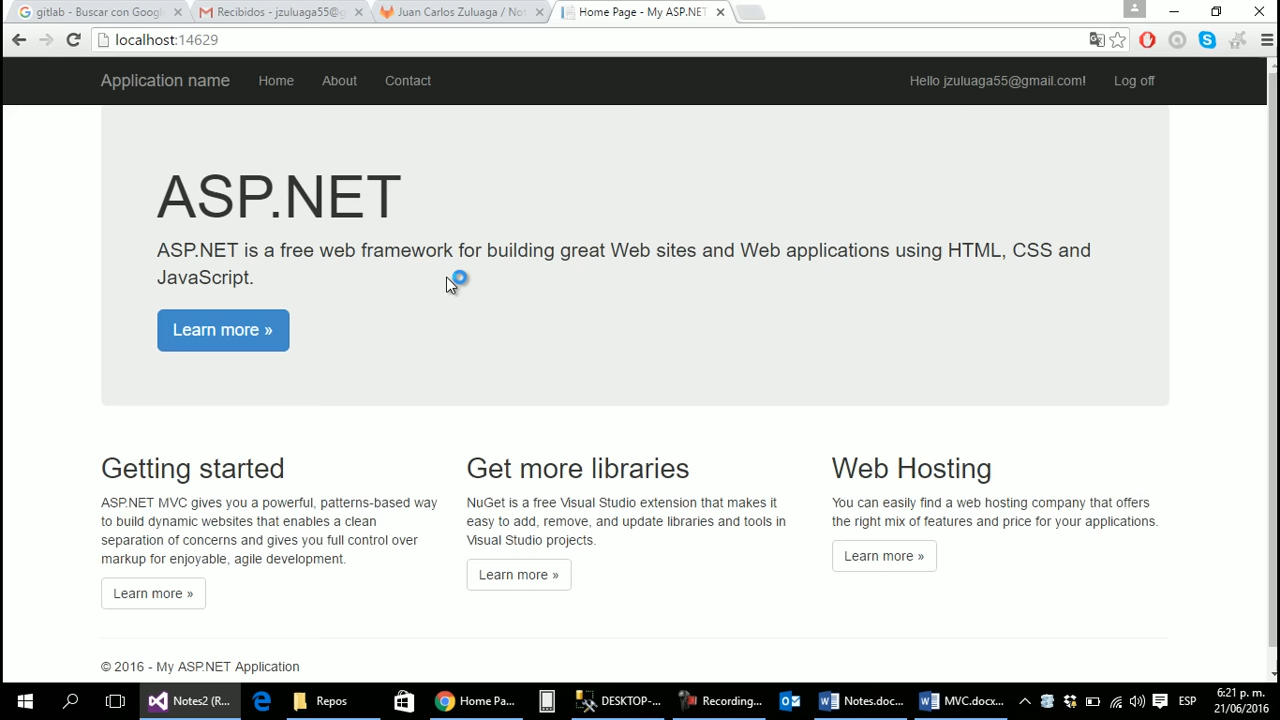 gitlab - Buscar con Googl
Recibidos - jzuluaga55@g
Juan Carlos Zuluaga / Not
Home Page - My ASP.NET
localhost:14629
Application name
Home
About
Contact
Hello jzuluaga55@gmail.com!
Log off
ASP.NET
ASP.NET is a free web framework for building great Web sites and Web applications using HTML, CSS and
JavaScript.
Learn more »
Getting started
ASP.NET MVC gives you a powerful, patterns-based way
to build dynamic websites that enables a clean
separation of concerns and gives you full control over
markup for enjoyable, agile development.
Learn more »
Get more libraries
NuGet is a free Visual Studio extension that makes it
easy to add, remove, and update libraries and tools in
Visual Studio projects.
Learn more »
Web Hosting
You can easily find a web hosting company that offers
the right mix of features and price for your applications.
Learn more »
© 2016 - My ASP.NET Application
Notes2 (R...
Repos
Home Pa...
DESKTOP-...
Recording...
Notes.doc...
MVC.docx...
ESP
6:21 p. m.
21/06/2016